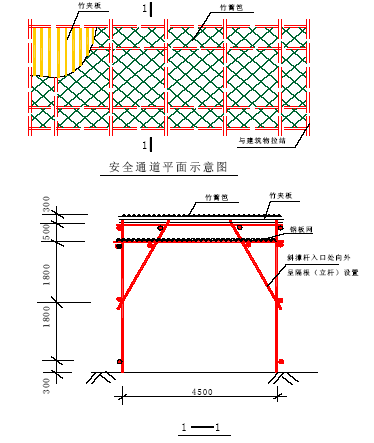 竹夹板
1
竹篱笆
与建筑物拉结
1
安全通道平面示意图
竹篱笆
竹夹板
钢板网
斜撑杆入口处向外
呈隔根(立杆)设置
300
500
1800
1800
300
4500
1 1